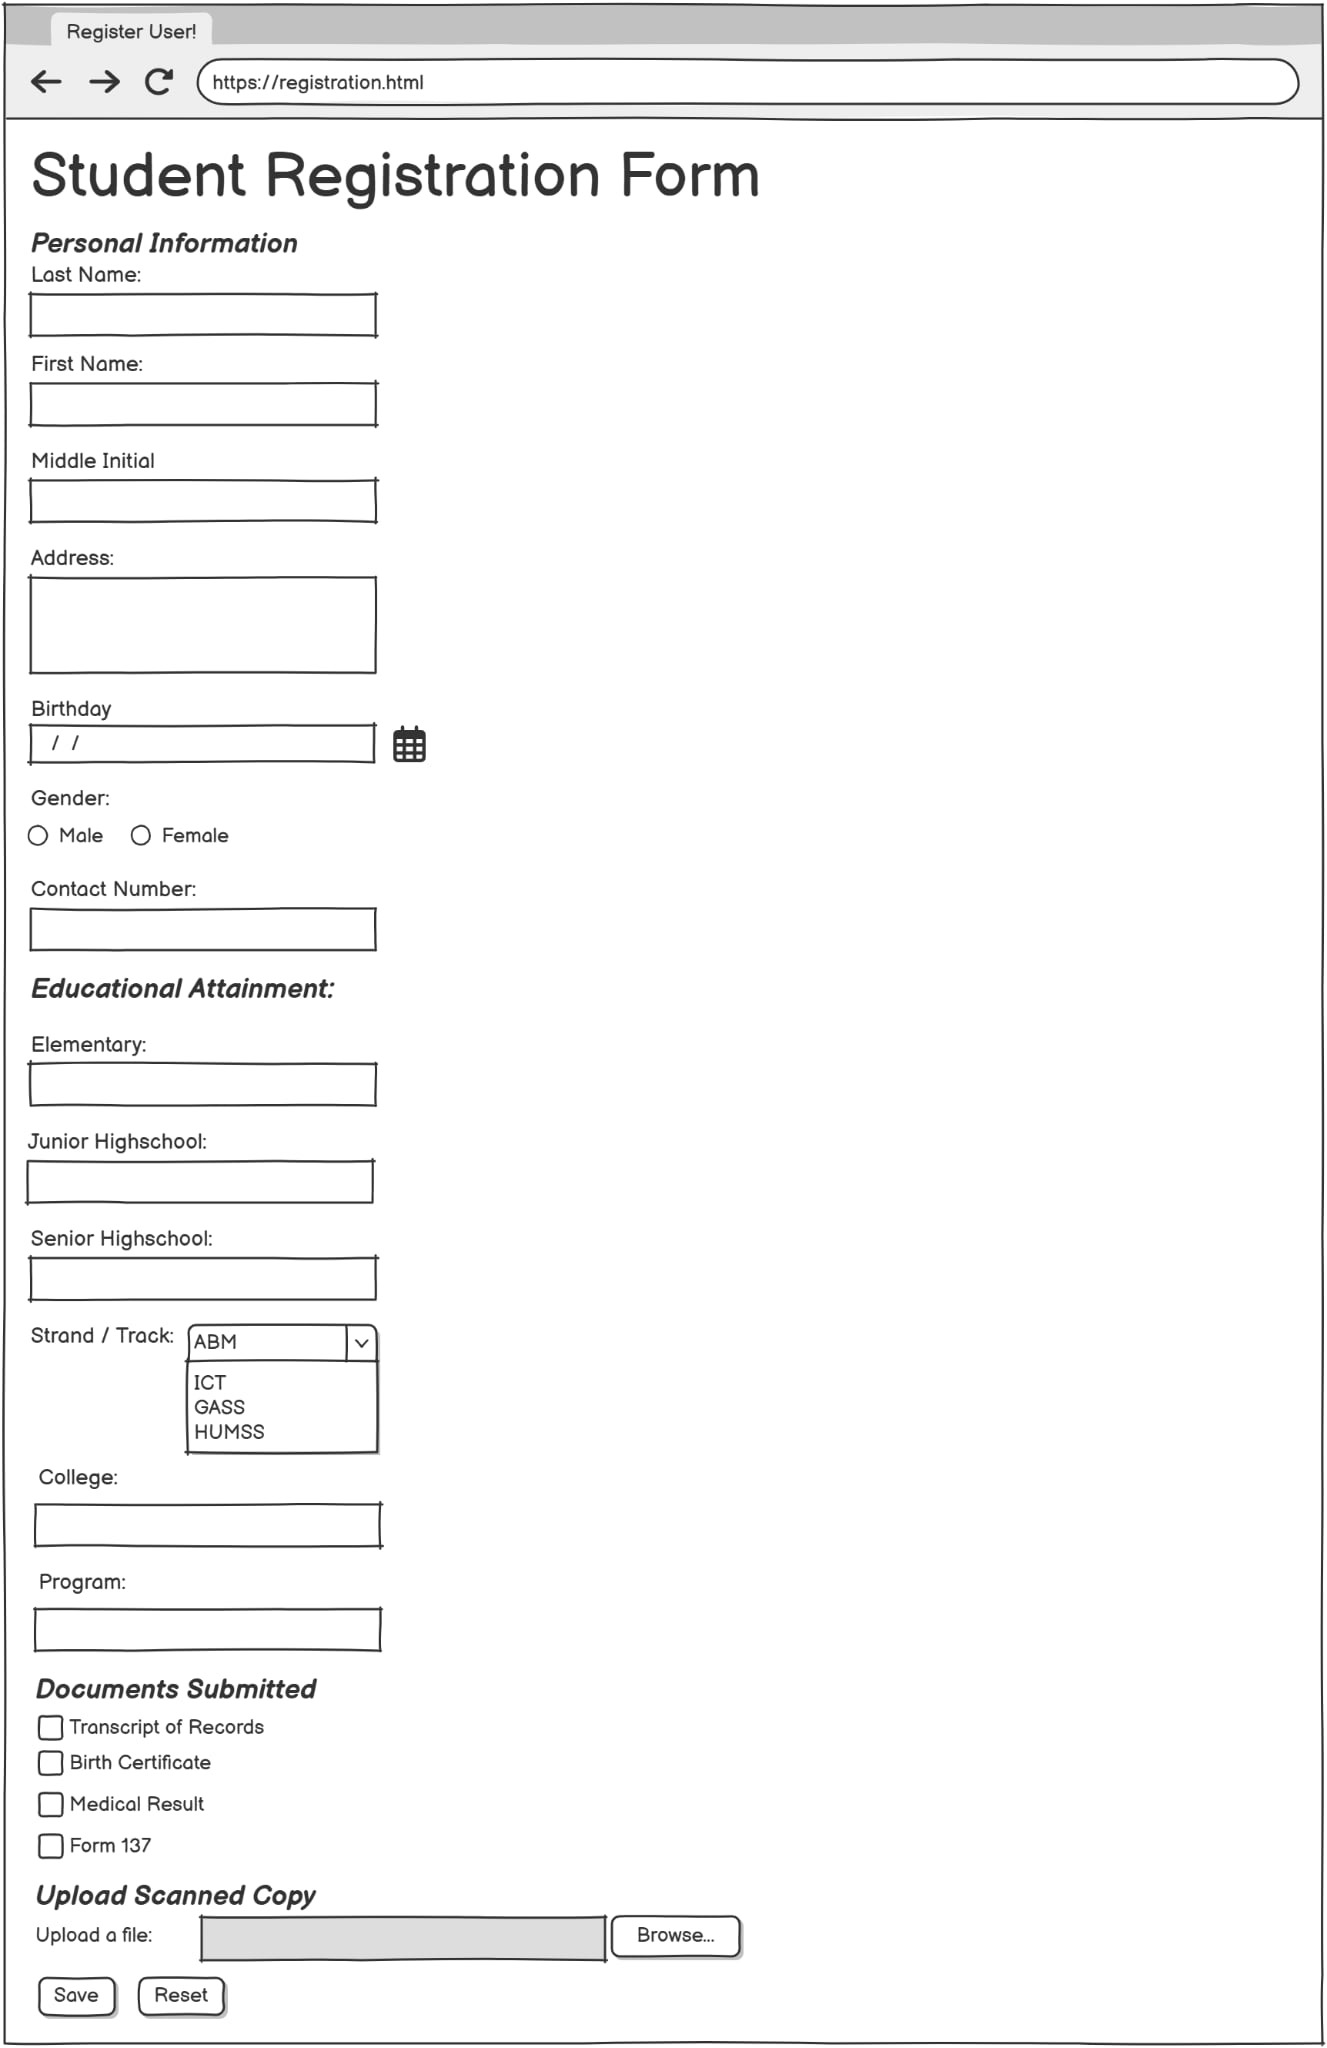 Register User!
https://registration.html
Student Registration Form
Personal Information
Last Name:
First Name:
Middle Initial
Address:
Birthday
/ /
Gender:
Male Female
Contact Number:
Educational Attainment:
Elementary:
Junior Highschool:
Senior Highschool:
Strand / Track: ABM
ICT
GASS
HUMSS
College:
Program:
Documents Submitted
Transcript of Records
Birth Certificate
Medical Result
Form 137
Upload Scanned Copy
Upload a file: Browse...
Save Reset